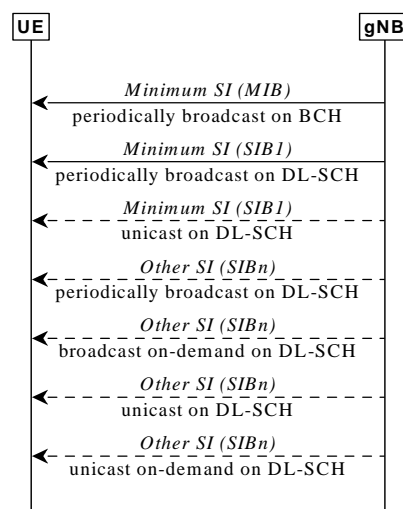 UE gNB
Minimum SI (MIB)
periodically broadcast on BCH
Minimum SI (SIB1)
periodically broadcast on DL-SCH
Minimum SI (SIB1)
unicast on DL-SCH
Other SI (SIBn)
periodically broadcast on DL-SCH
Other SI (SIBn)
broadcast on-demand on DL-SCH
Other SI (SIBn)
unicast on DL-SCH
Other SI (SIBn)
unicast on-demand on DL-SCH